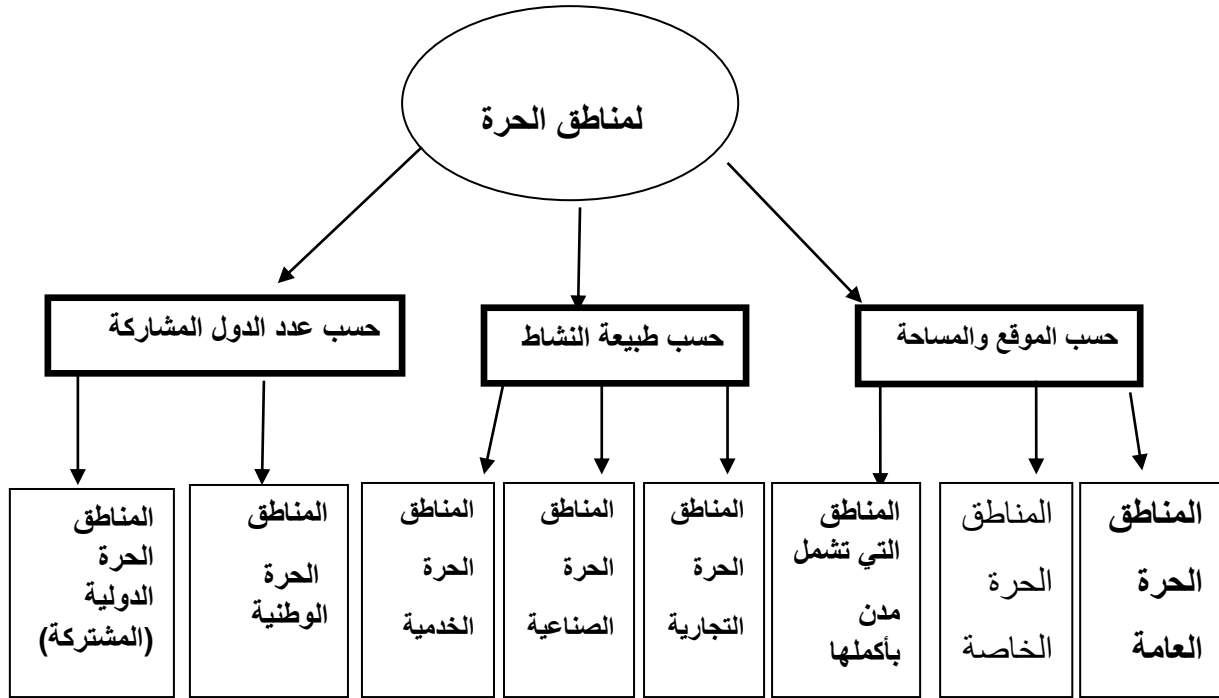 لمناطق الحرة
حسب الموقع والمساحة
حسب طبيعة النشاط
حسب عدد الدول المشاركة
المناطق
الحرة
العامة
المناطق
الحرة
الخاصة
المناطق
التي تشمل
مدن
بأكملها
المناطق
الحرة
التجارية
المناطق
الحرة
الصناعية
المناطق
الحرة
الخدمية
المناطق
الحرة
الوطنية
المناطق
الحرة
الدولية
(المشتركة)